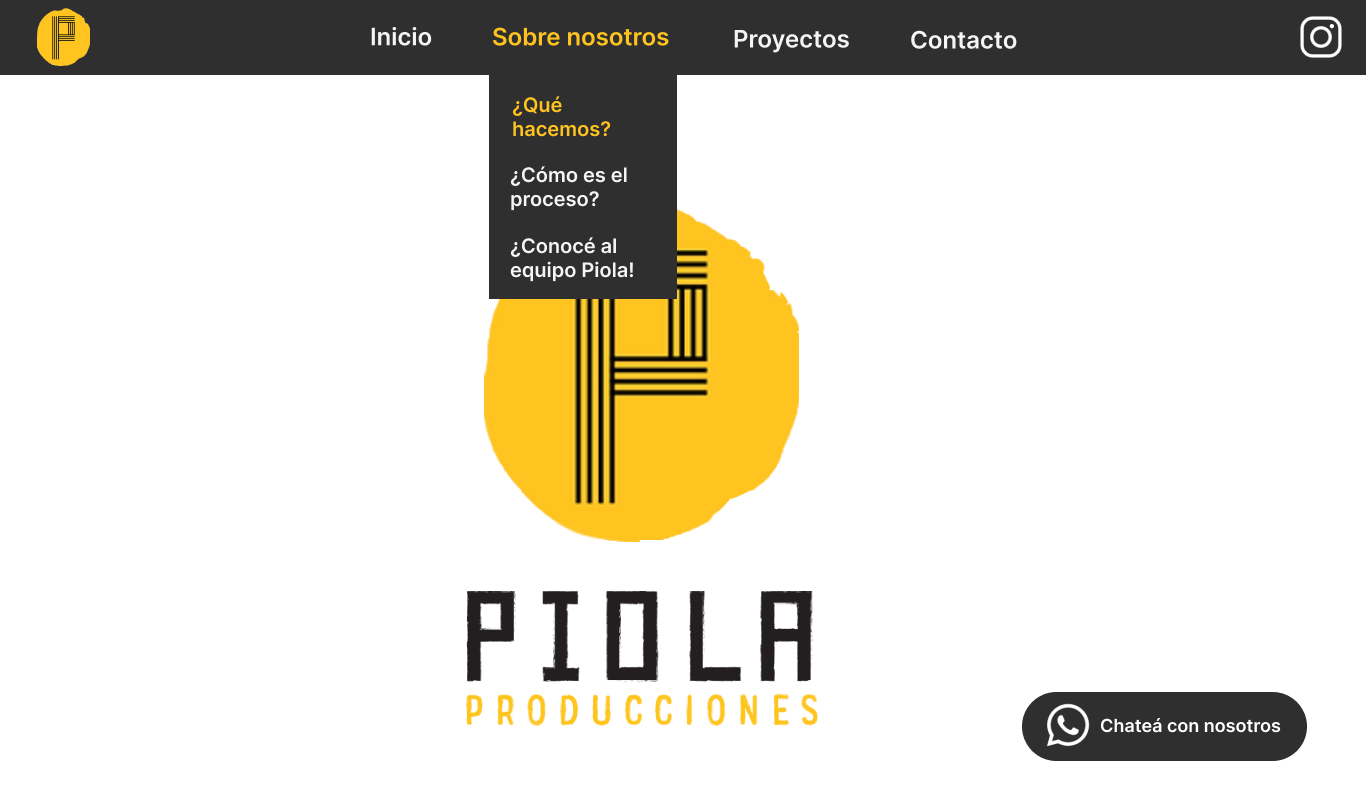 P
Inicio
Sobre nosotros
Proyectos
Contacto
¿Qué
hacemos?
¿Cómo es el
proceso?
¿Conocé al
equipo Piola!
P
PIOLA
PRODUCCIONES
Chateá con nosotros